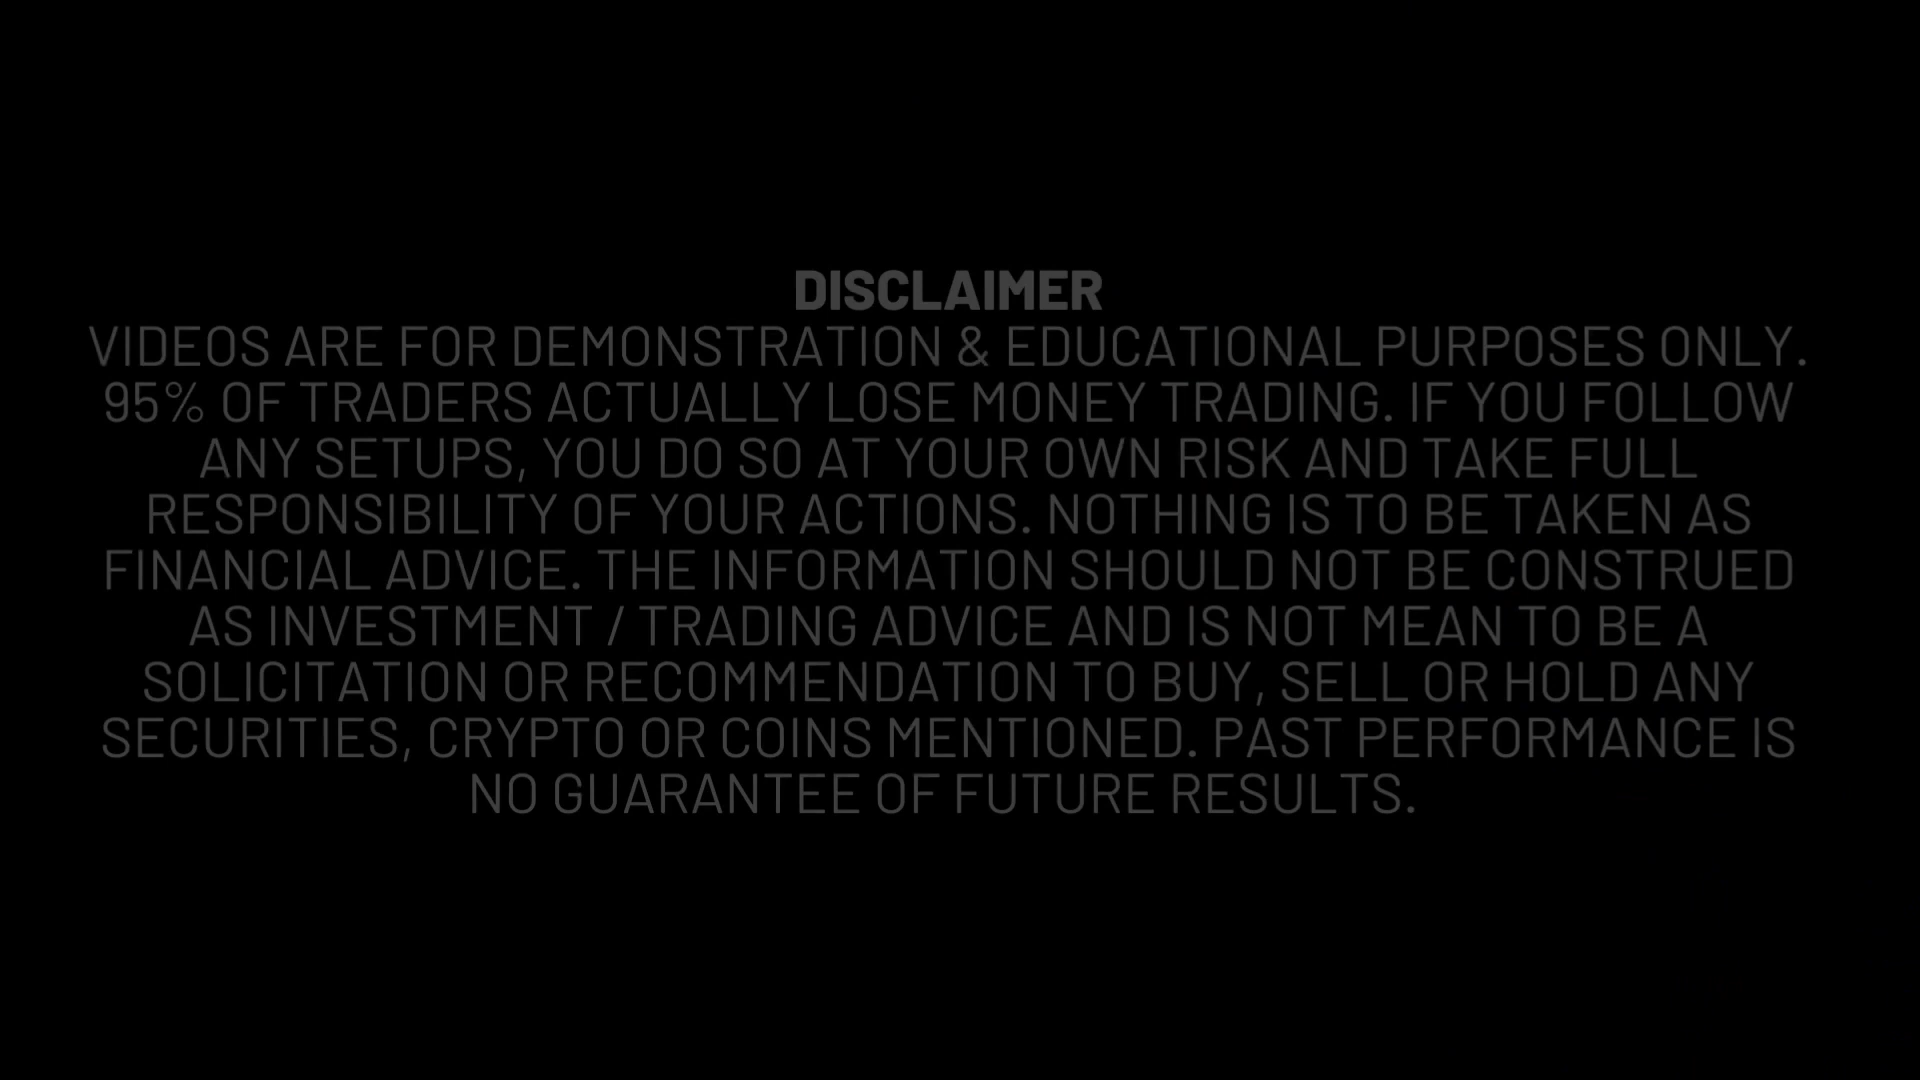 DISCLAIMER
VIDEOS ARE FOR DEMONSTRATION & EDUCATIONAL PURPOSES ONLY.
95% OF TRADERS ACTUALLY LOSE MONEY TRADING. IF YOU FOLLOW
ANY SETUPS, YOU DO SO AT YOUR OWN RISK AND TAKE FULL
RESPONSIBILITY OF YOUR ACTIONS. NOTHING IS TO BE TAKEN AS
FINANCIAL ADVICE. THE INFORMATION SHOULD NOT BE CONSTRUED
AS INVESTMENT / TRADING ADVICE AND IS NOT MEAN TO BE A
SOLICITATION OR RECOMMENDATION TO BUY, SELL OR HOLD ANY
SECURITIES, CRYPTO OR COINS MENTIONED. PAST PERFORMANCE IS
NO GUARANTEE OF FUTURE RESULTS.